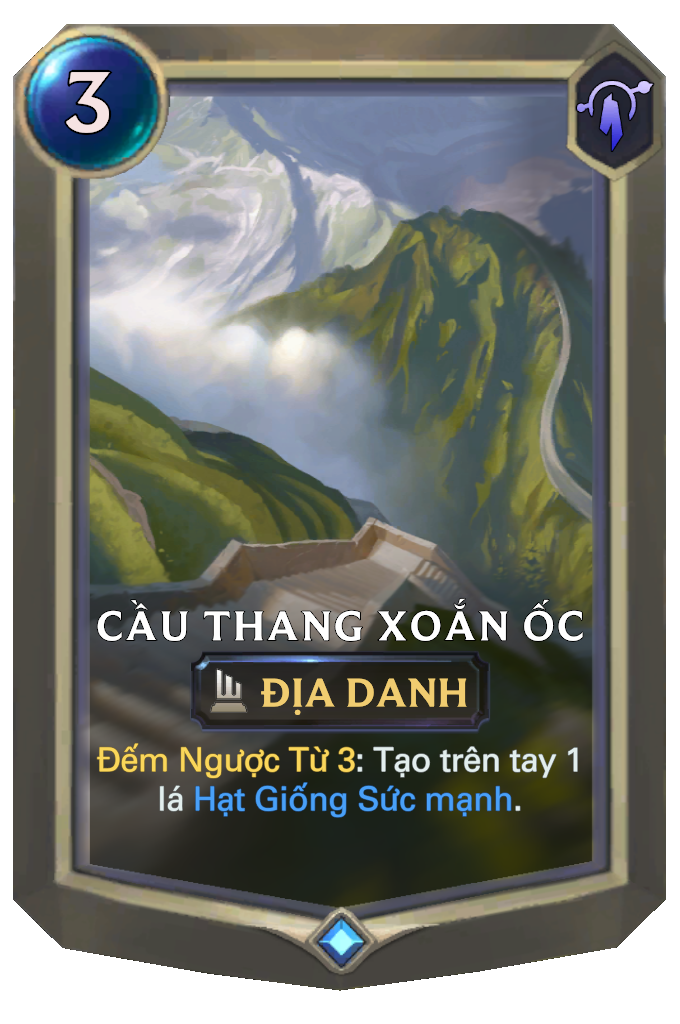 3
CẦU THANG XOẮN ỐC
ĐỊA DANH
Đếm Ngược Từ 3: Tạo trên tay 1
lá Hạt Giống Sức mạnh.